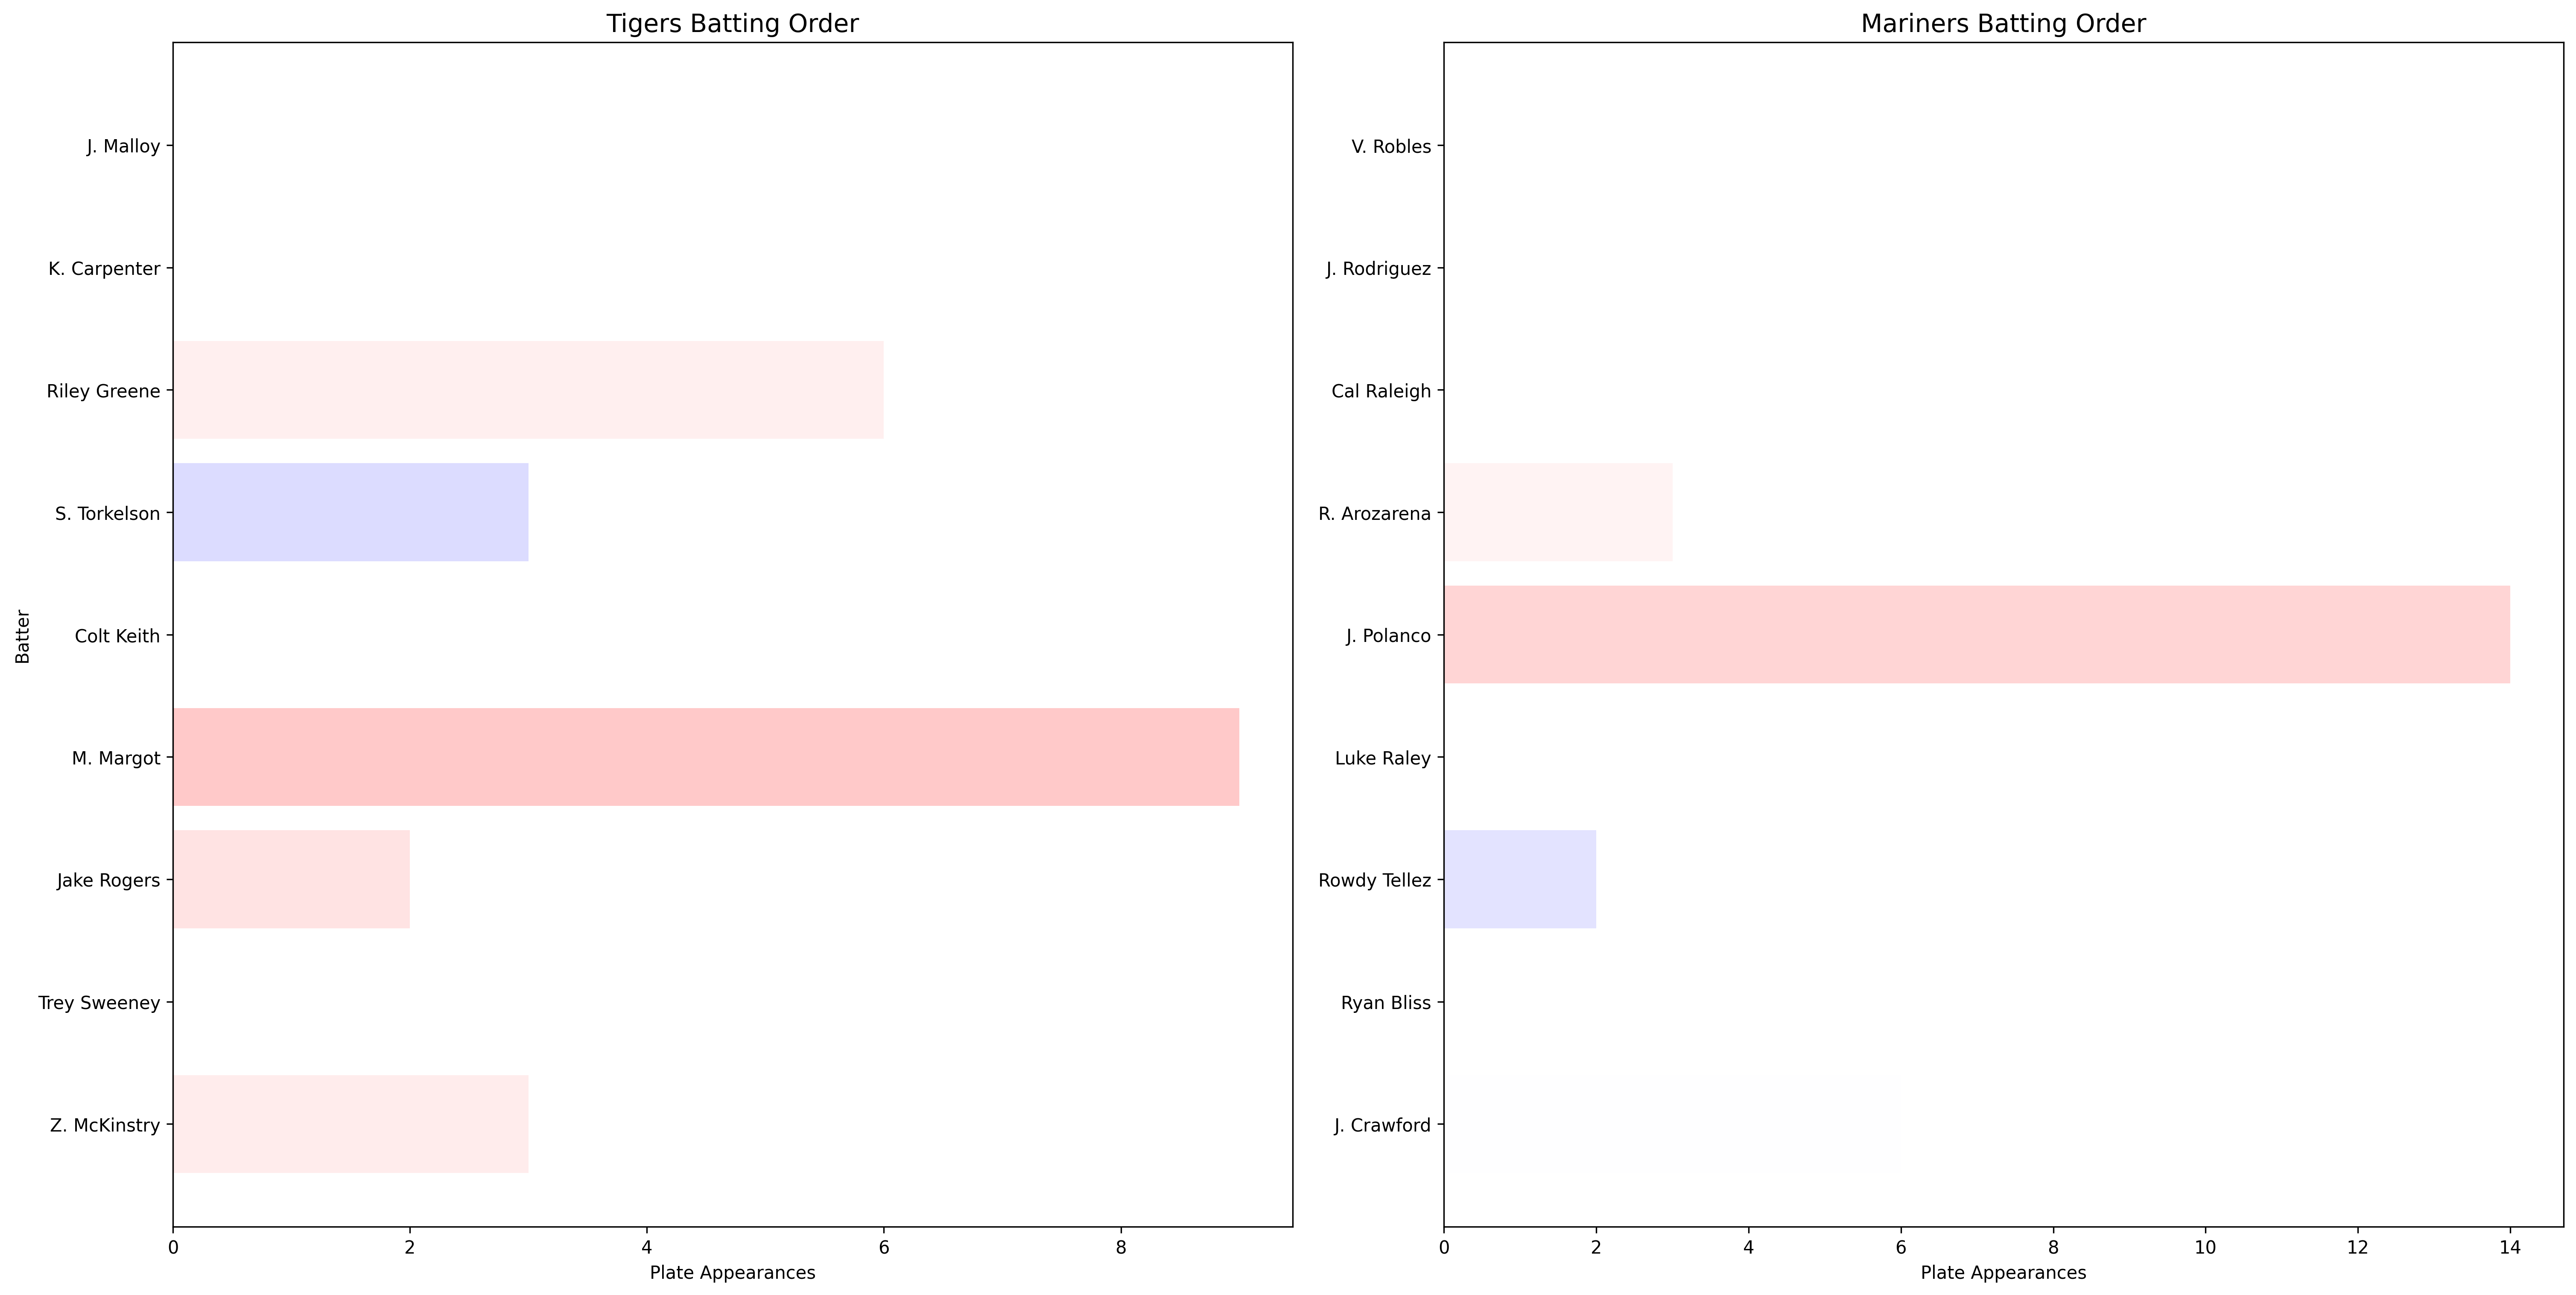 Tigers Batting Order
Batter
J. Malloy
K. Carpenter
Riley Greene
S. Torkelson
Colt Keith
M. Margot
Jake Rogers
Trey Sweeney
Z. McKinstry
0 2 4 6 8
Plate Appearances
Mariners Batting Order
V. Robles
J. Rodriguez
Cal Raleigh
R. Arozarena
J. Polanco
Luke Raley
Rowdy Tellez
Ryan Bliss
J. Crawford
0 2 4 6 8 10 12 14
Plate Appearances